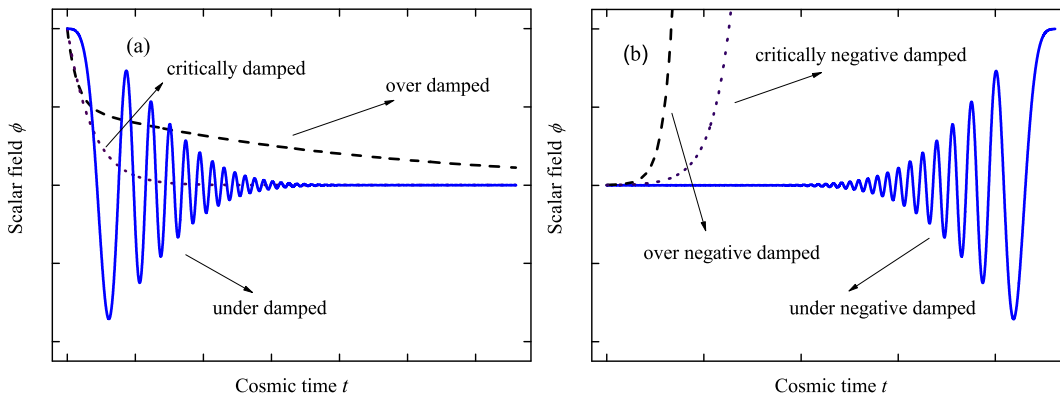 (a)
critically damped
over damped
under damped
Scalar field ϕ
Cosmic time t
(b)
critically negative damped
over negative damped
under negative damped
Scalar field ϕ
Cosmic time t